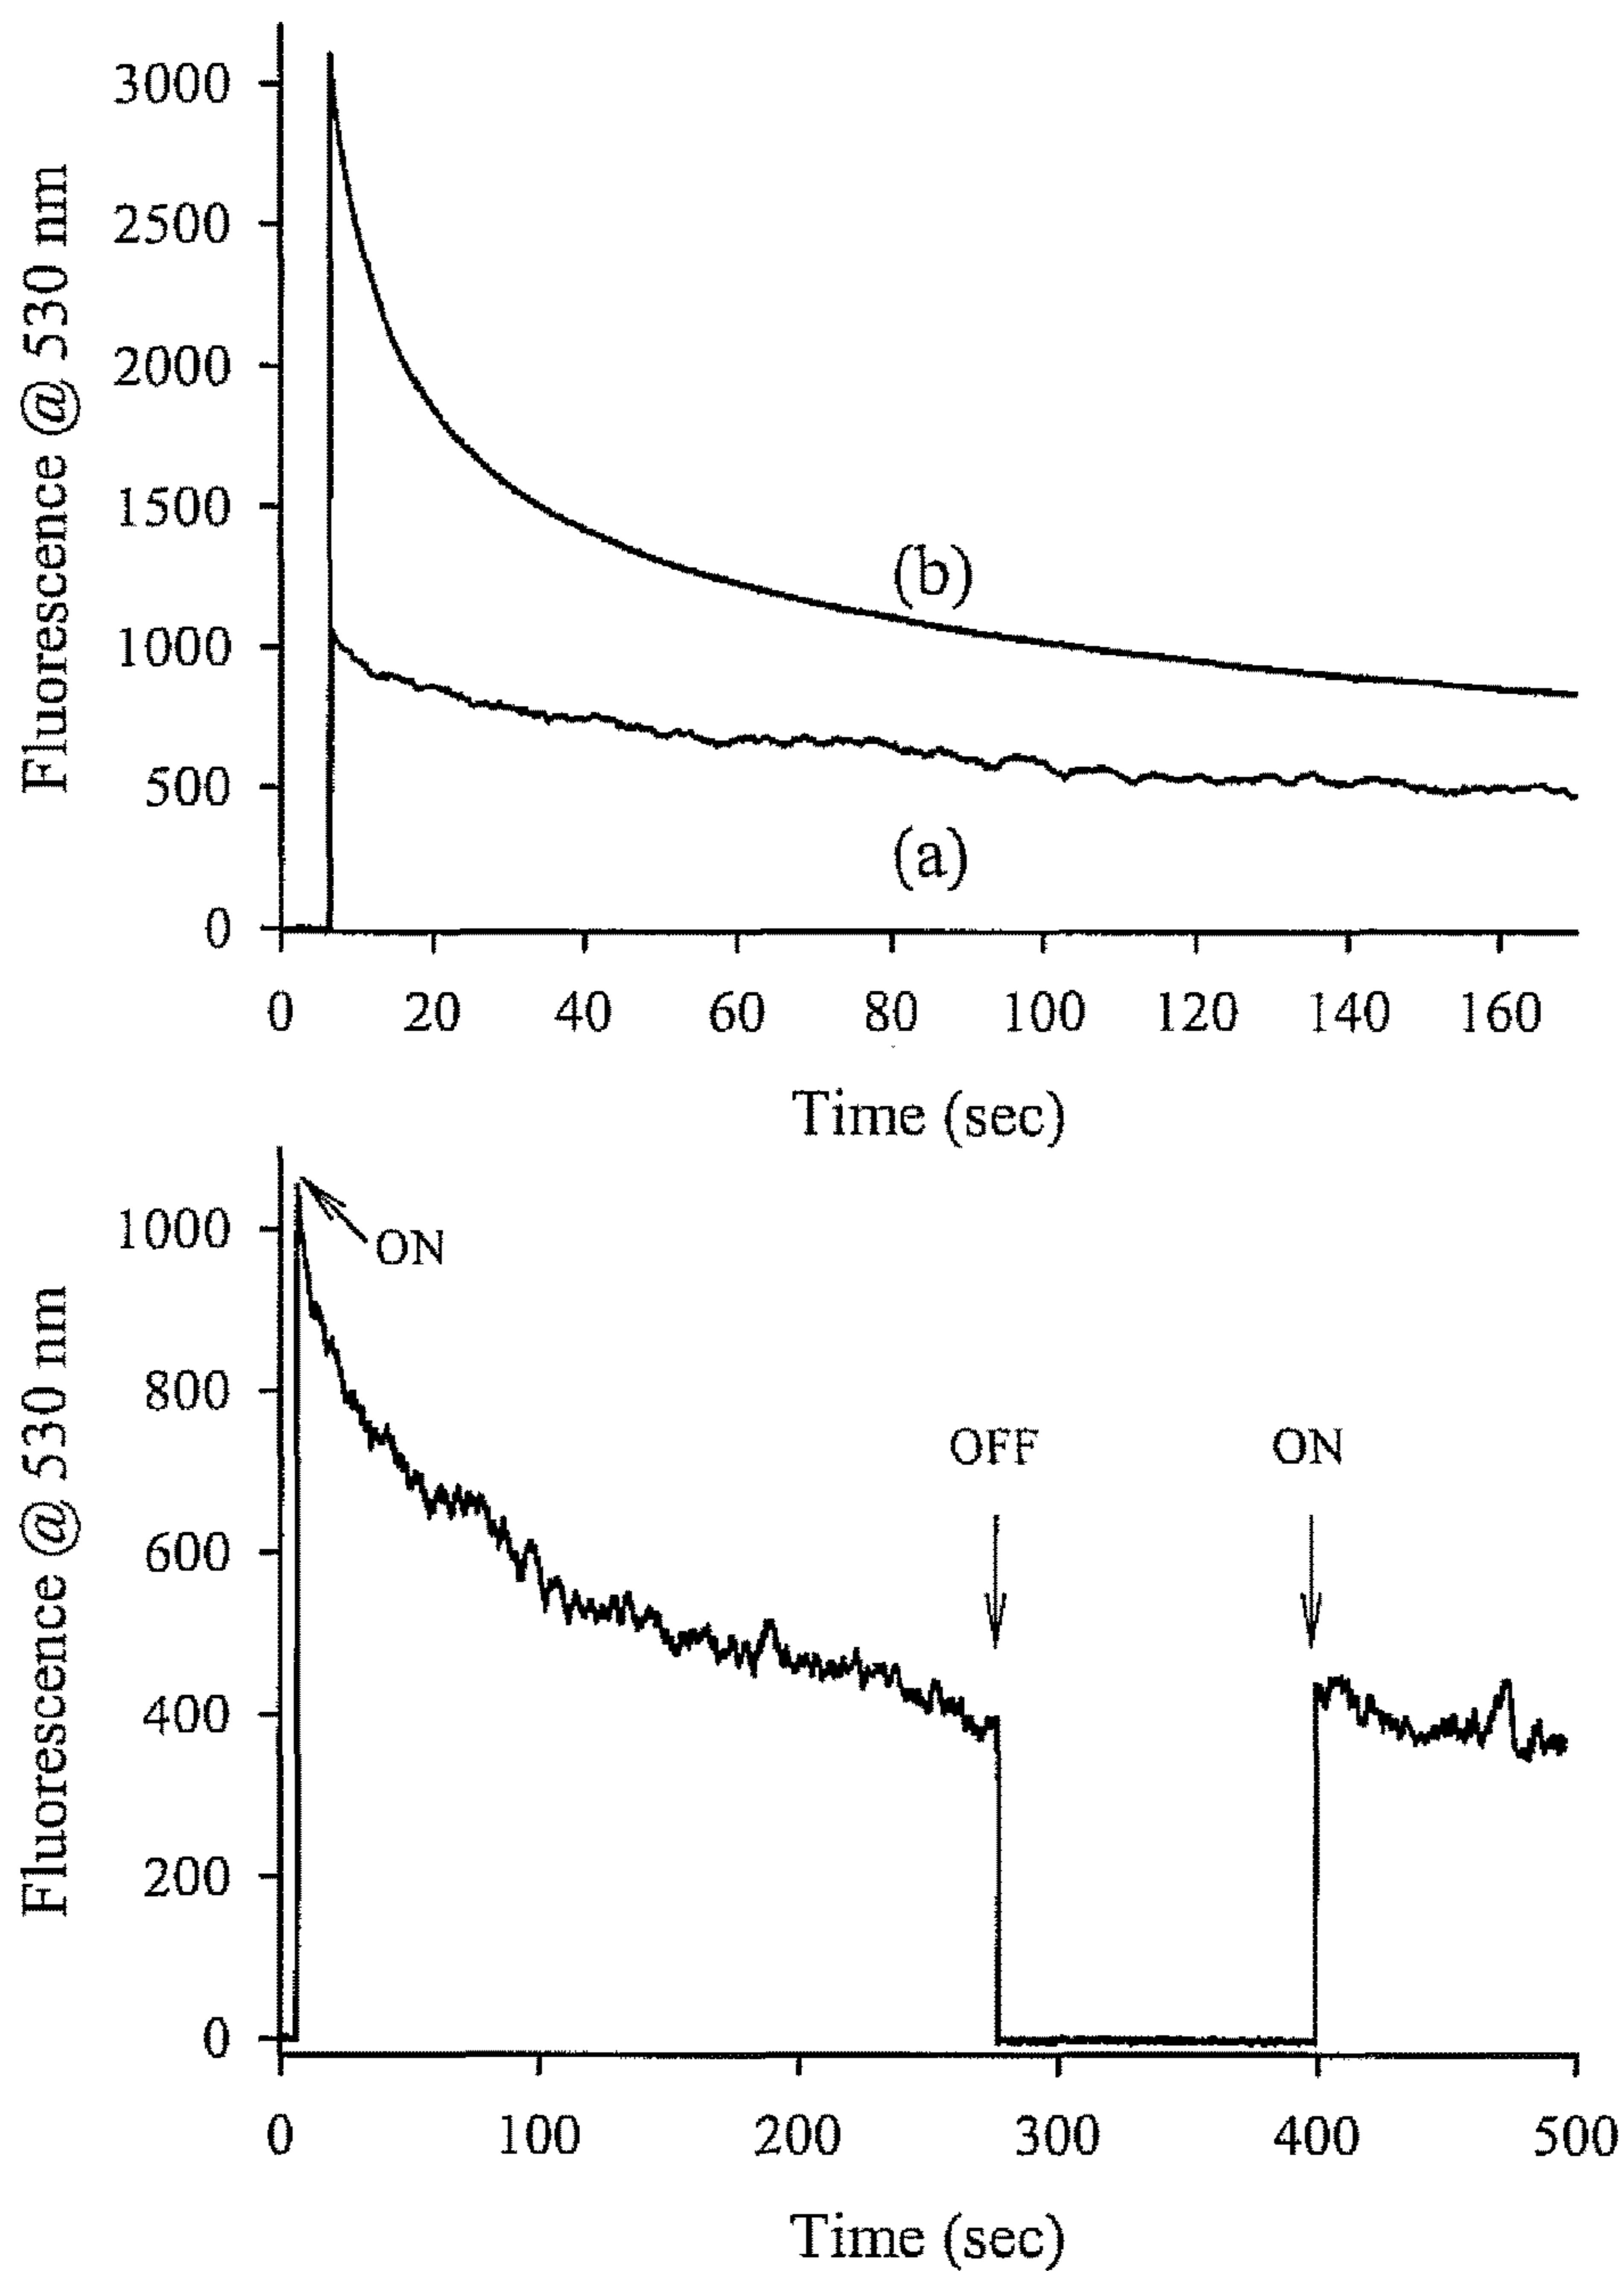 Fluorescence @ 530 nm
3000
2500
2000
1500
1000
500
0
(b)
(a)
0 20 40 60 80 100 120 140 160
Time (sec)
Fluorescence @ 530 nm
1000
800
600
400
200
0
ON
OFF ON
0 100 200 300 400 500
Time (sec)